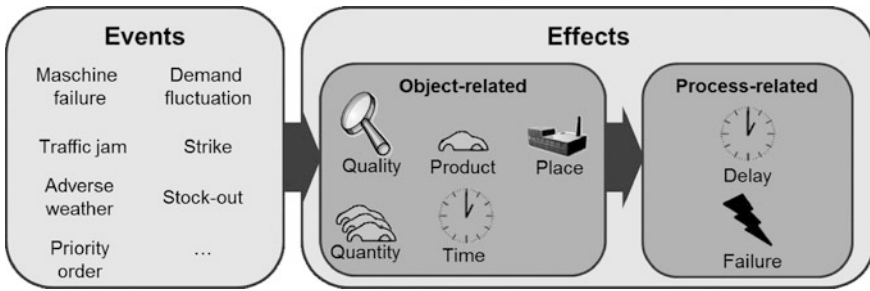 Events
Maschine
failure
Demand
fluctuation
Traffic jam
Strike
Adverse
weather
Stock-out
Priority
order
...
Effects
Object-related
Quality
Product
Place
Quantity
Time
Process-related
Delay
Failure